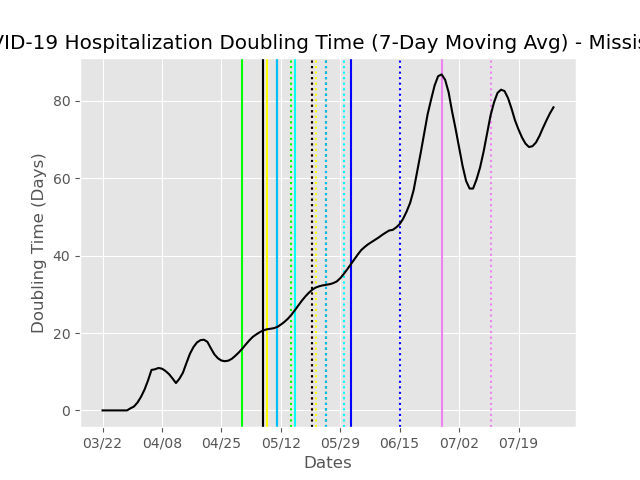 VID-19 Hospitalization Doubling Time (7-Day Moving Avg) - Missis
Doubling Time (Days)
80
60
40
20
0
03/22 04/08 04/25 05/12 05/29 06/15 07/02 07/19
Dates